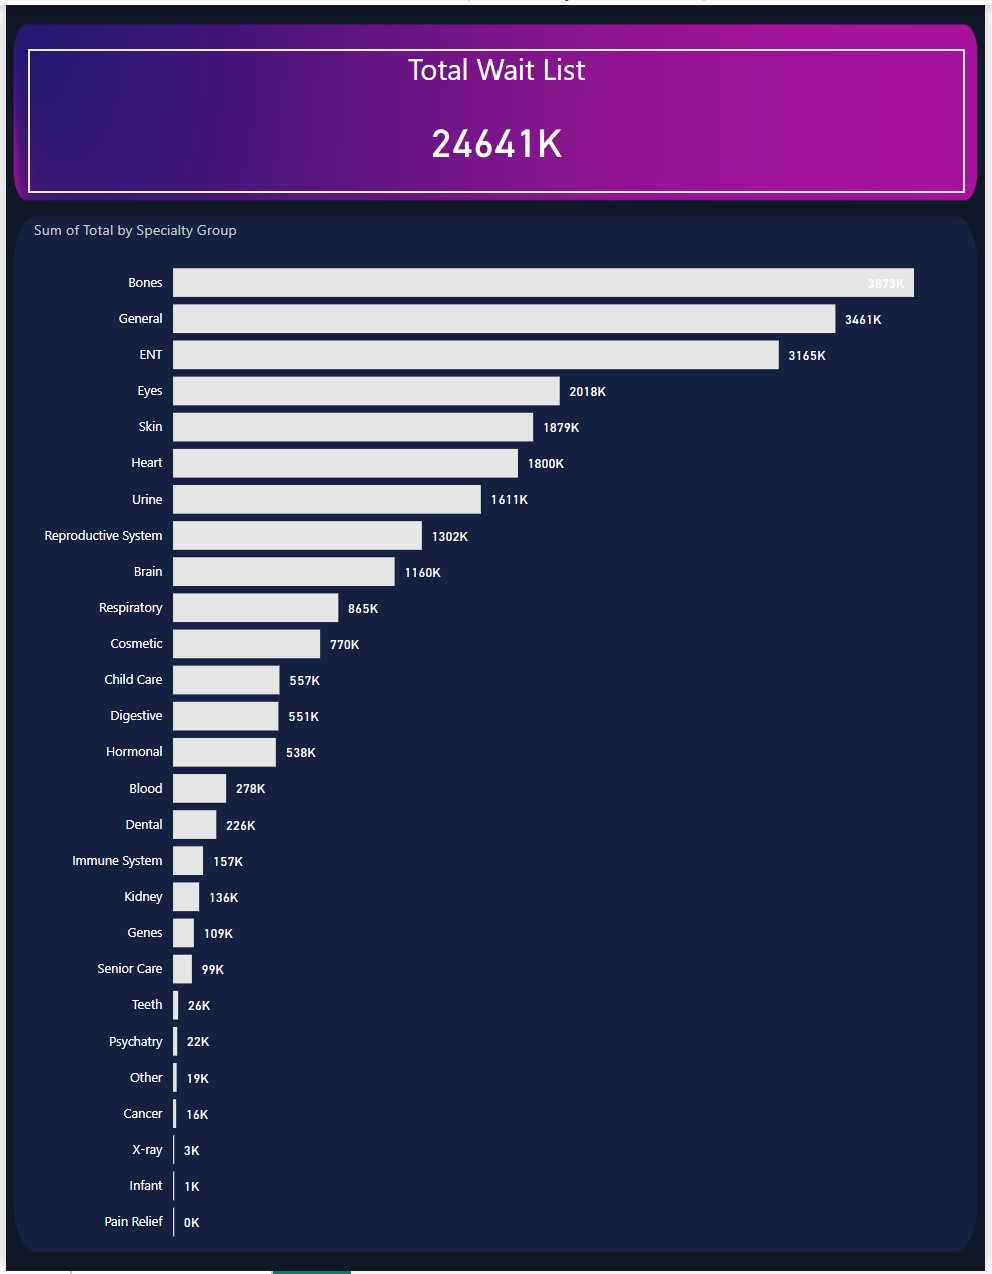 Total Wait List
24641K
Sum of Total by Specialty Group
Bones 3873K
General 3461K
ENT 3165K
Eyes 2018K
Skin 1879K
Heart 1800K
Urine 1611K
Reproductive System 1302K
Brain 1160K
Respiratory 865K
Cosmetic 770K
Child Care 557K
Digestive 551K
Hormonal 538K
Blood 278K
Dental 226K
Immune System 157K
Kidney 136K
Genes 109K
Senior Care 99K
Teeth 26K
Psychatry 22K
Other 19K
Cancer 16K
X-ray 3K
Infant 1K
Pain Relief 0K